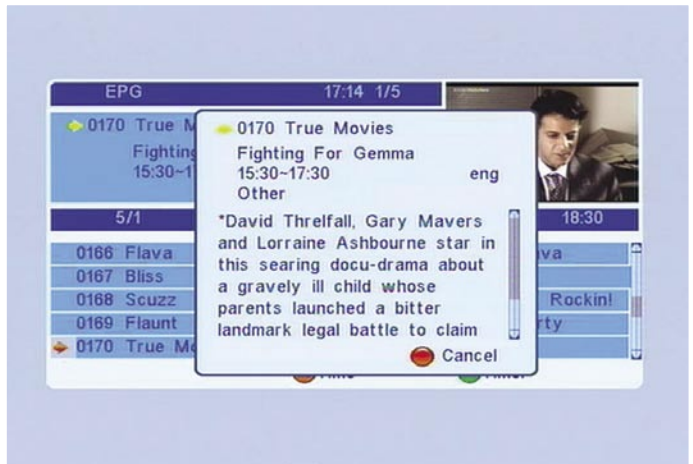 EPG 17:14 1/5
0170 True M
Fighting
15:30~1
0170 True Movies
Fighting For Gemma
15:30~17:30 eng
Other
"David Threlfall, Gary Mavers
and Lorraine Ashbourne star in
this searing docu-drama about
a gravely ill child whose
parents launched a bitter
landmark legal battle to claim
Cancel
5/1 18:30
0166 Flava va
0167 Bliss
0168 Scuzz Rockin!
0169 Flaunt rty
0170 True Mo